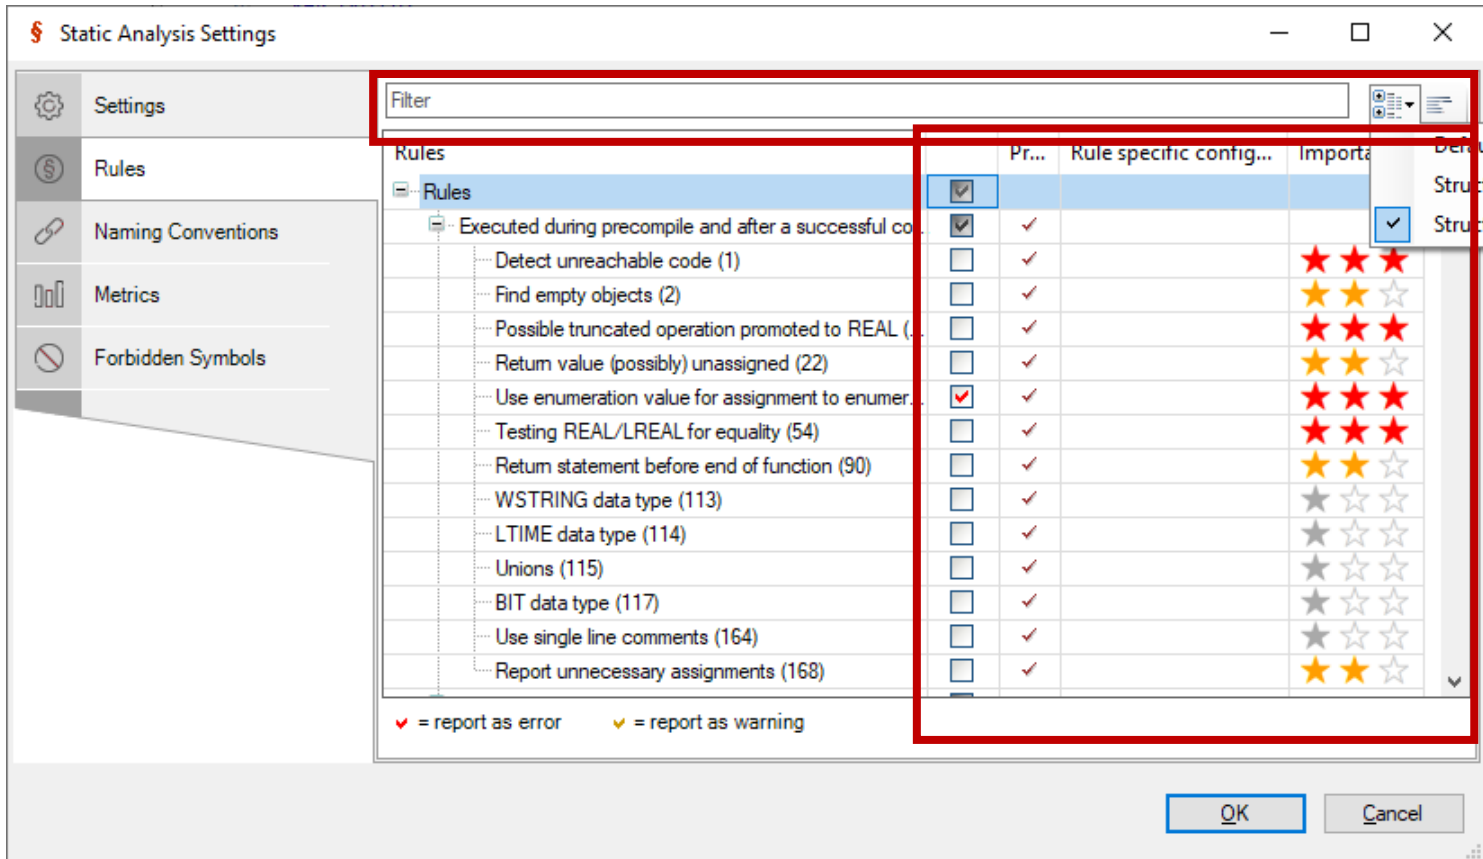 Static Analysis Settings
Settings
Rules
Naming Conventions
Metrics
Forbidden Symbols
Filter
Rules Pr... Rule specific config... Importa
Defau
Struct
Struct
Rules
Executed during precompile and after a successful co...
Detect unreachable code (1)
Find empty objects (2)
Possible truncated operation promoted to REAL (...
Return value (possibly) unassigned (22)
Use enumeration value for assignment to enumer...
Testing REAL/LREAL for equality (54)
Return statement before end of function (90)
WSTRING data type (113)
LTIME data type (114)
Unions (115)
BIT data type (117)
Use single line comments (164)
Report unnecessary assignments (168)
= report as error = report as warning
OK Cancel